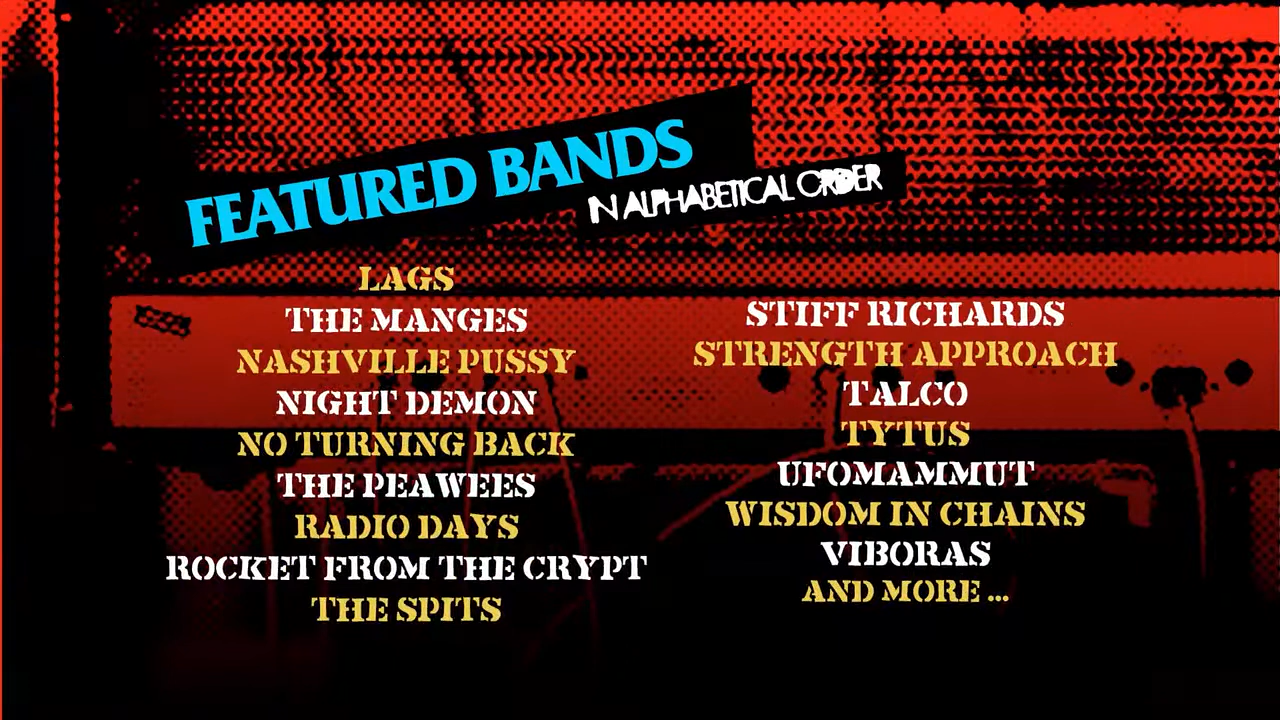 FEATURED BANDS
IN ALPHABETICAL ORDER
LAGS
THE MANGES
NASHVILLE PUSSY
NIGHT DEMON
NO TURNING BACK
THE PEAWEES
RADIO DAYS
ROCKET FROM THE CRYPT
THE SPITS
STIFF RICHARDS
STRENGTH APPROACH
TALCO
TYTUS
UFOMAMMUT
WISDOM IN CHAINS
VIBORAS
AND MORE ...